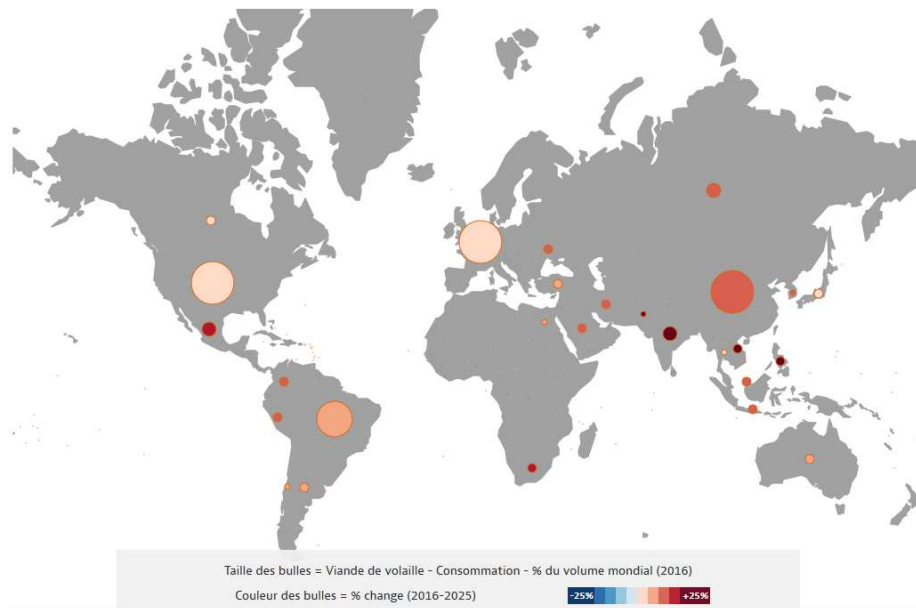 Taille des bulles = Viande de volaille - Consommation - % du volume mondial (2016)
Couleur des bulles = % change (2016-2025) -25% +25%